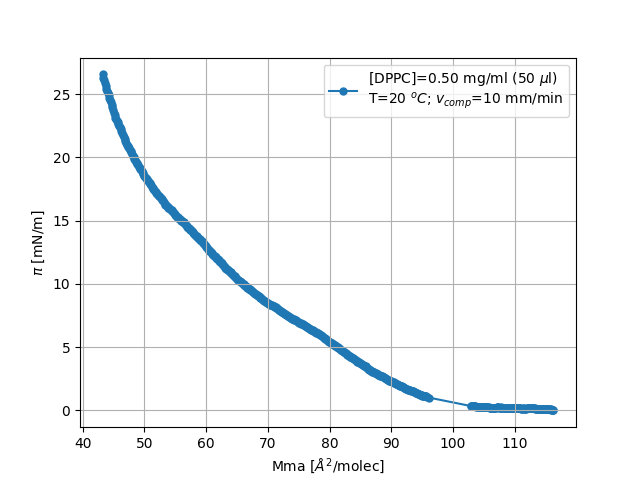 [DPPC]=0.50 mg/ml (50 μl)
T=20 °C; v_comp=10 mm/min
π [mN/m]
25
20
15
10
5
0
40 50 60 70 80 90 100 110
Mma [Å²/molec]